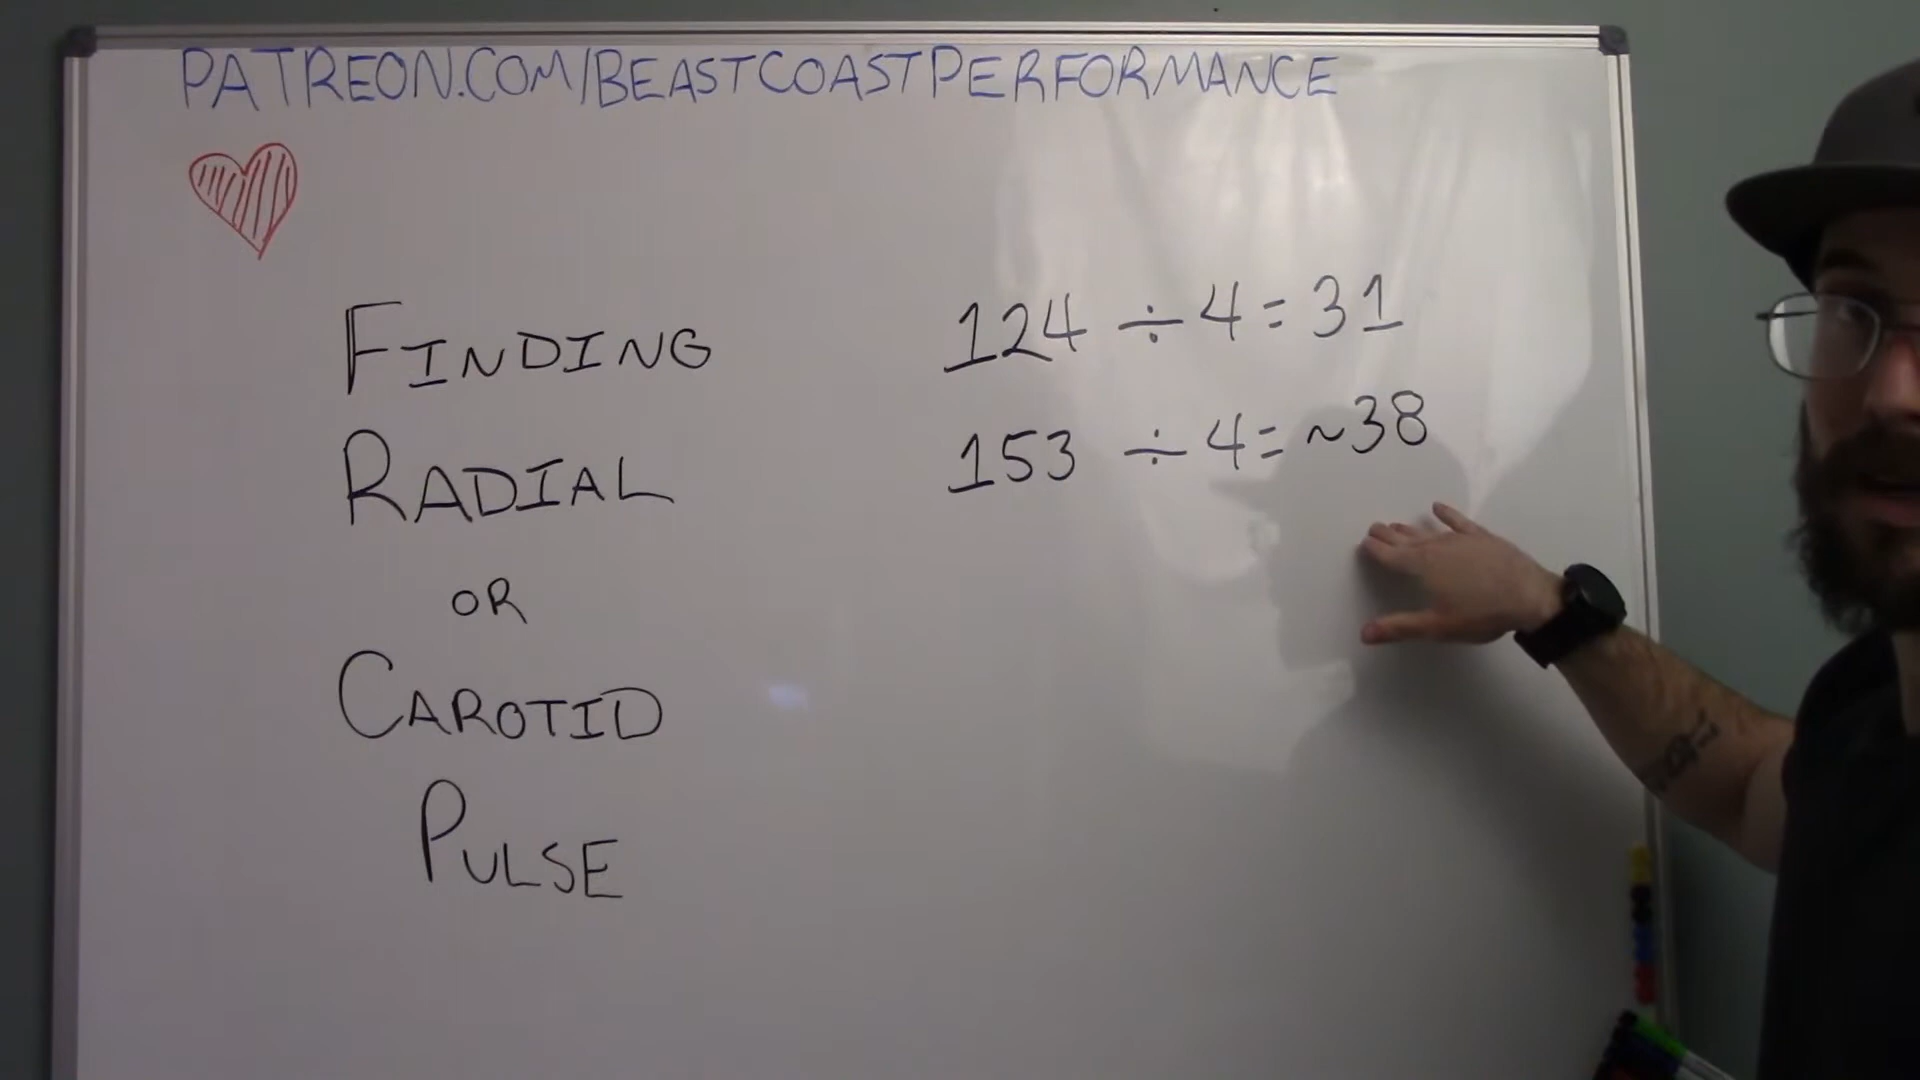 PATREON.COM/BEASTCOASTPERFORMANCE
FINDING
RADIAL
OR
CAROTID
PULSE
124 ÷ 4 = 31
153 ÷ 4 = ~38